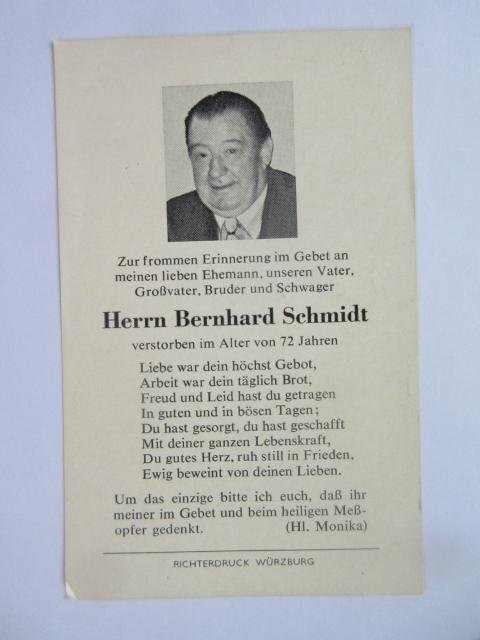 Zur frommen Erinnerung im Gebet an
meinen lieben Ehemann, unseren Vater,
Großvater, Bruder und Schwager
Herrn Bernhard Schmidt
verstorben im Alter von 72 Jahren
Liebe war dein höchst Gebot,
Arbeit war dein täglich Brot,
Freud und Leid hast du getragen
In guten und in bösen Tagen;
Du hast gesorgt, du hast geschafft
Mit deiner ganzen Lebenskraft,
Du gutes Herz, ruh still in Frieden,
Ewig beweint von deinen Lieben.
Um das einzige bitte ich euch, daß ihr
meiner im Gebet und beim heiligen Meß-
opfer gedenkt. (Hl. Monika)
RICHTERDRUCK WÜRZBURG